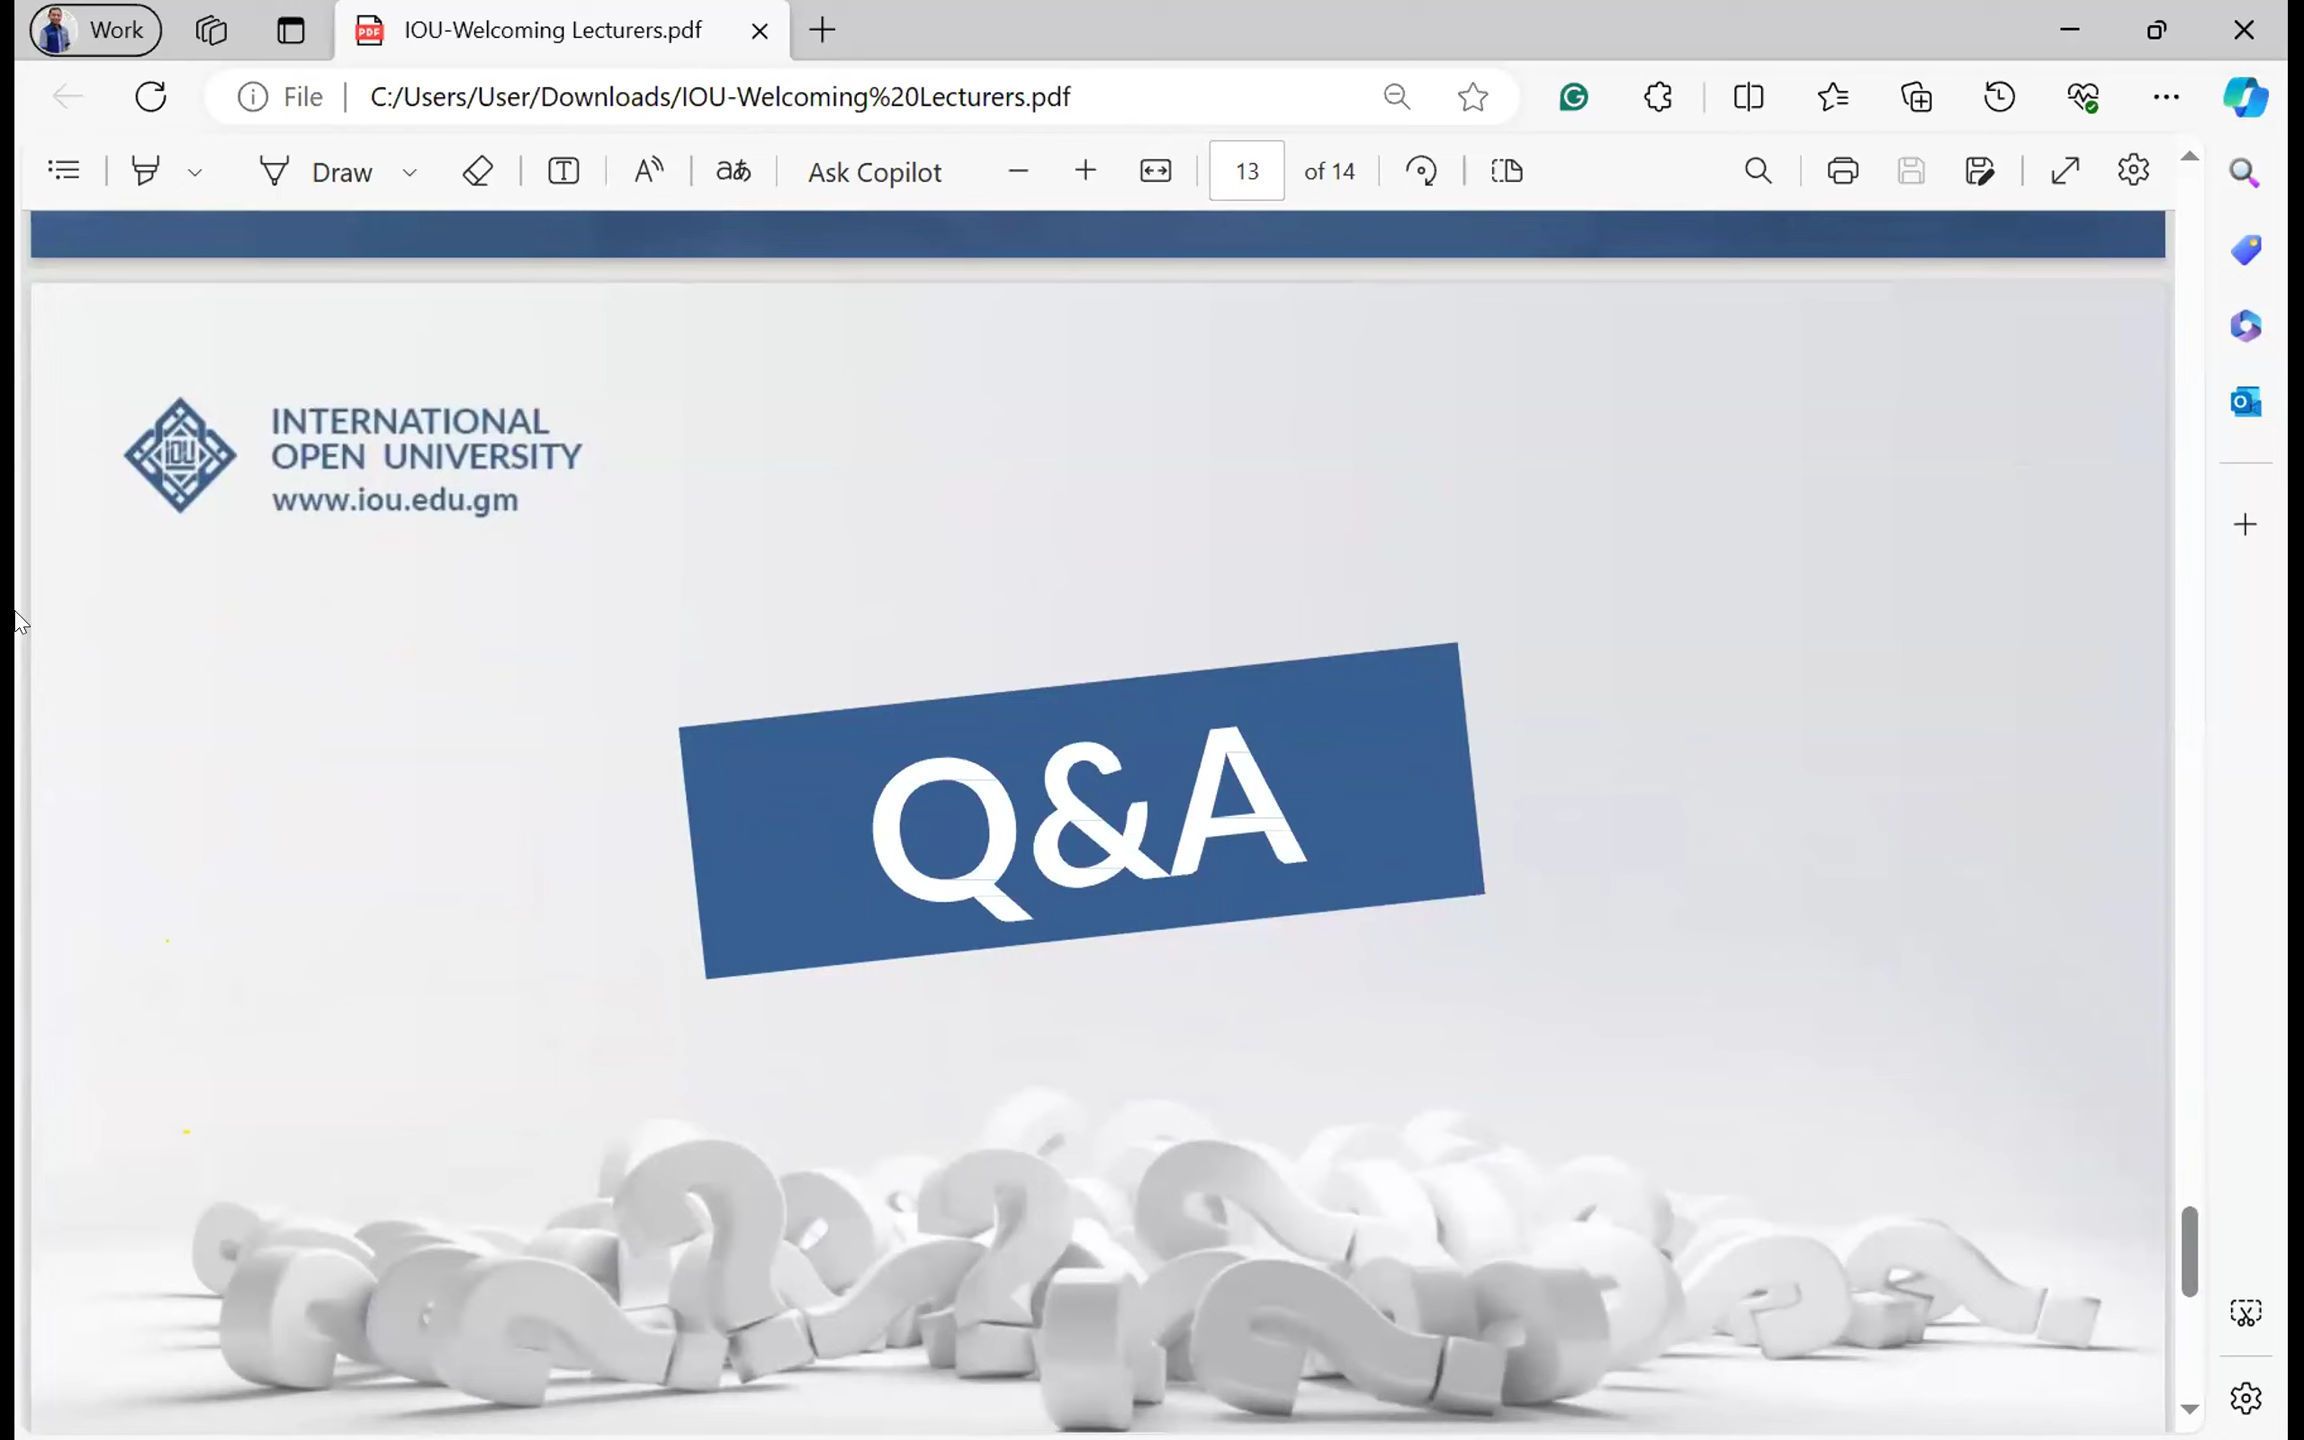 Work
IOU-Welcoming Lecturers.pdf
File
C:/Users/User/Downloads/IOU-Welcoming%20Lecturers.pdf
Draw
Ask Copilot
13 of 14
INTERNATIONAL
OPEN UNIVERSITY
www.iou.edu.gm
IOU
Q&A